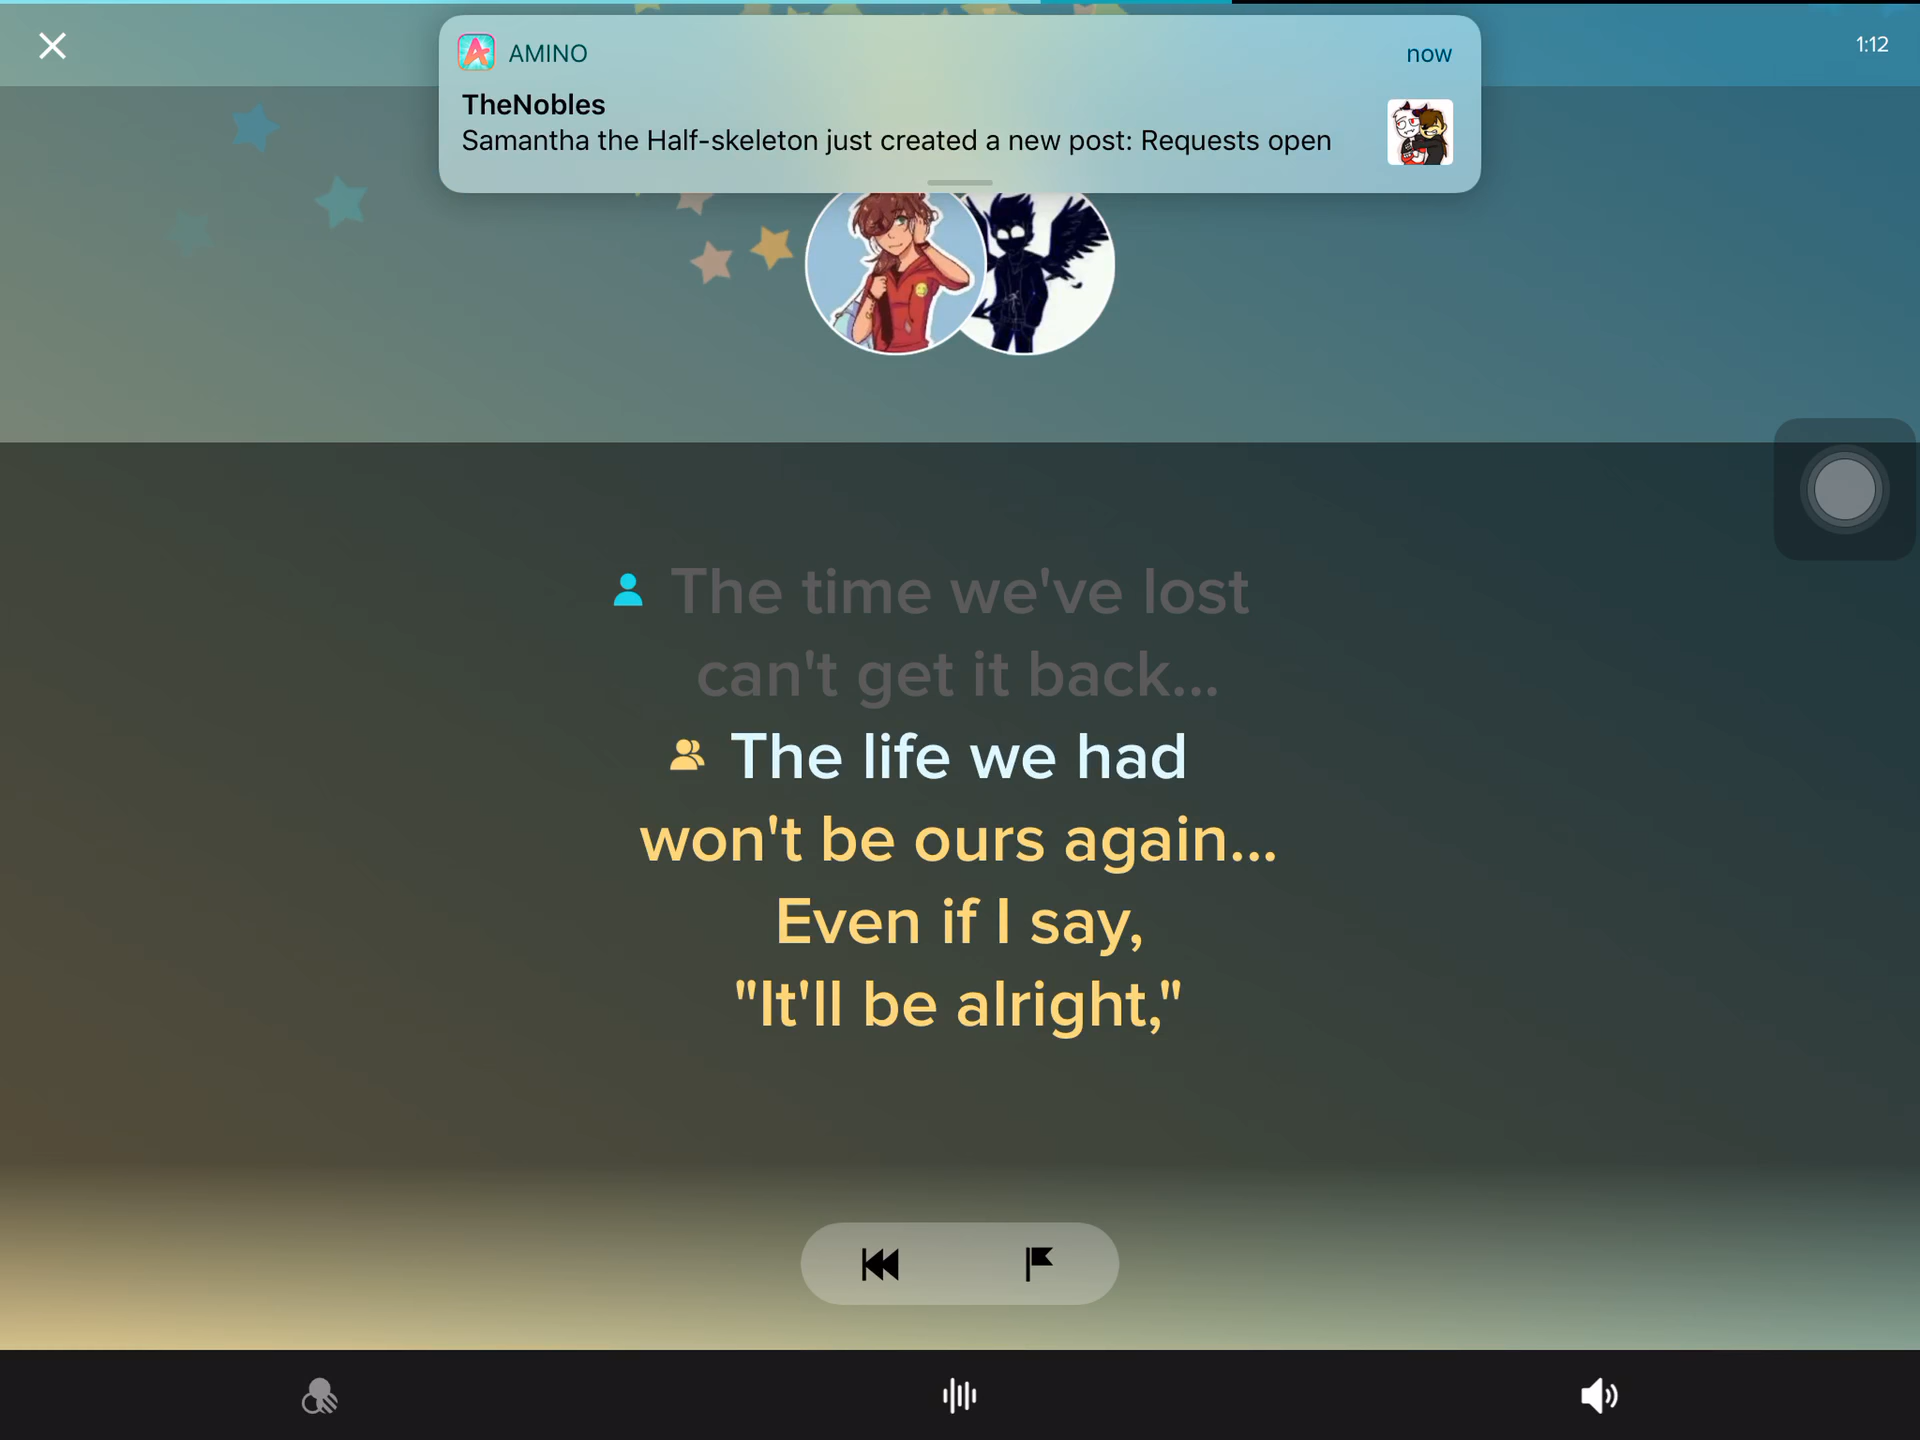 AMINO
now
1:12
TheNobles
Samantha the Half-skeleton just created a new post: Requests open
The time we've lost
can't get it back...
The life we had
won't be ours again...
Even if I say,
"It'll be alright,"